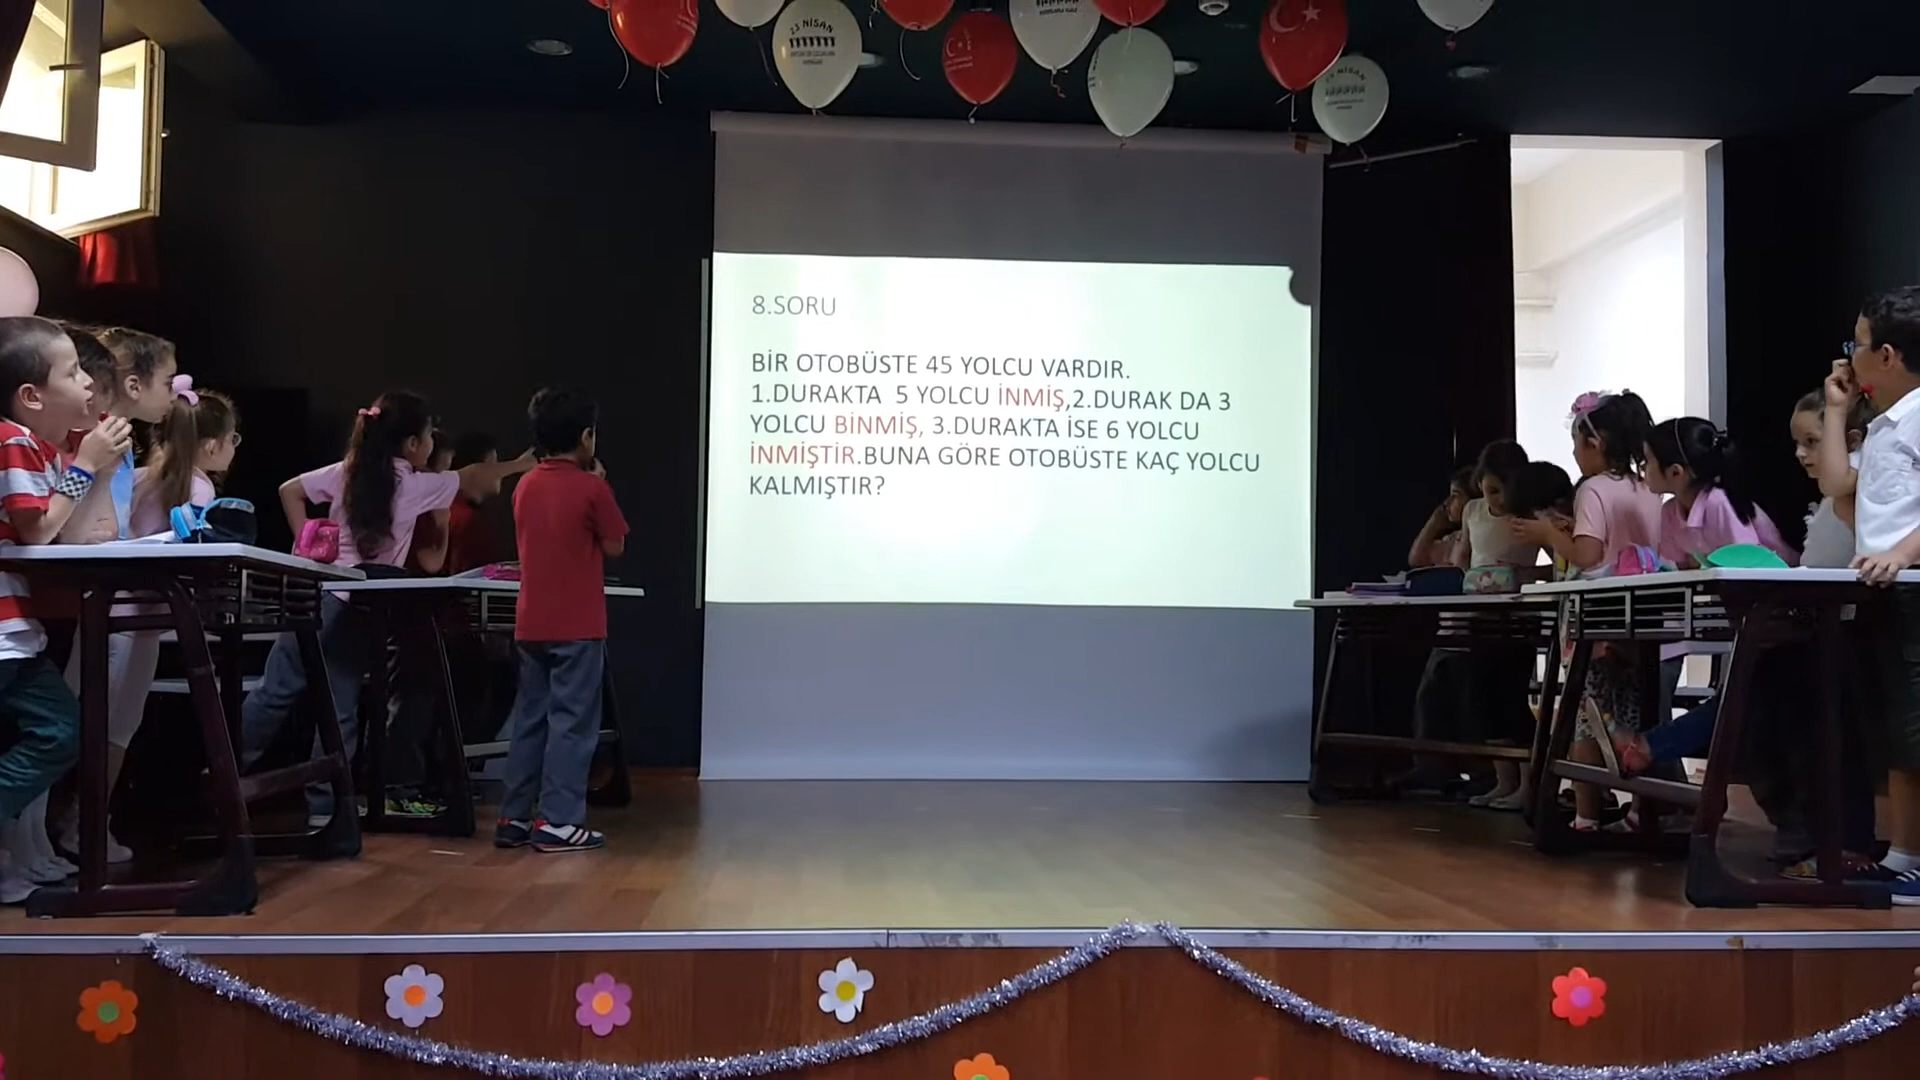 23 NİSAN
8.SORU
BİR OTOBÜSTE 45 YOLCU VARDIR.
1.DURAKTA 5 YOLCU İNMİŞ,2.DURAK DA 3
YOLCU BİNMİŞ, 3.DURAKTA İSE 6 YOLCU
İNMİŞTİR.BUNA GÖRE OTOBÜSTE KAÇ YOLCU
KALMIŞTIR?